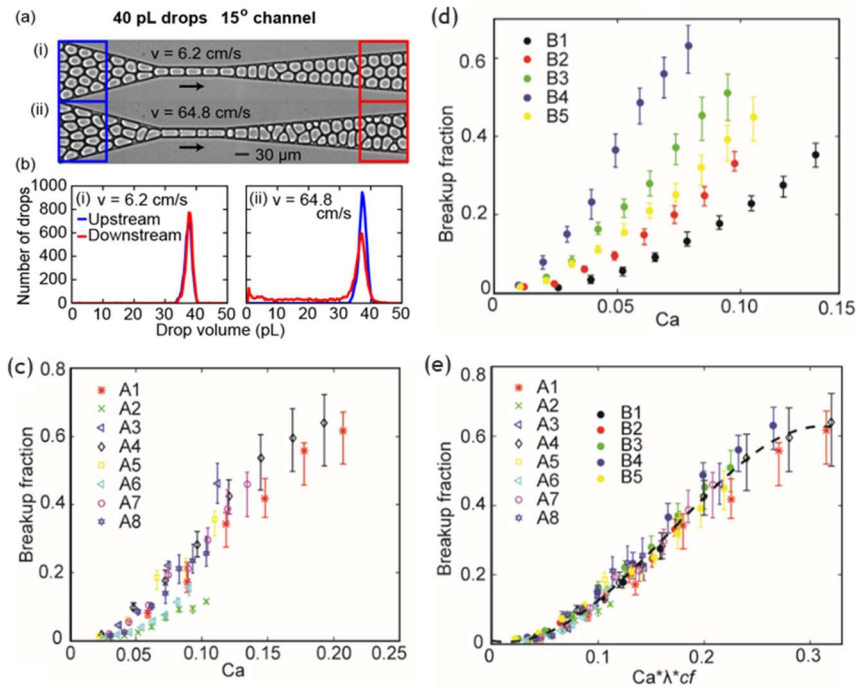 40 pL drops 15° channel
(a)
(i)
v = 6.2 cm/s
(ii)
v = 64.8 cm/s
30 μm
(b)
Number of drops
1000
800
600
400
200
0
(i) v = 6.2 cm/s
Upstream
Downstream
(ii) v = 64.8
cm/s
0 10 20 30 40 50
0 10 20 30 40 50
Drop volume (pL)
(d)
Breakup fraction
0.6
0.4
0.2
B1
B2
B3
B4
B5
0.05 0.10 0.15
Ca
(c)
Breakup fraction
0.8
0.6
0.4
0.2
0
A1
A2
A3
A4
A5
A6
A7
A8
0 0.05 0.10 0.15 0.20 0.25
Ca
(e)
Breakup fraction
0.8
0.6
0.4
0.2
0
A1
A2
A3
A4
A5
A6
A7
A8
B1
B2
B3
B4
B5
0 0.1 0.2 0.3
Ca*λ*cf